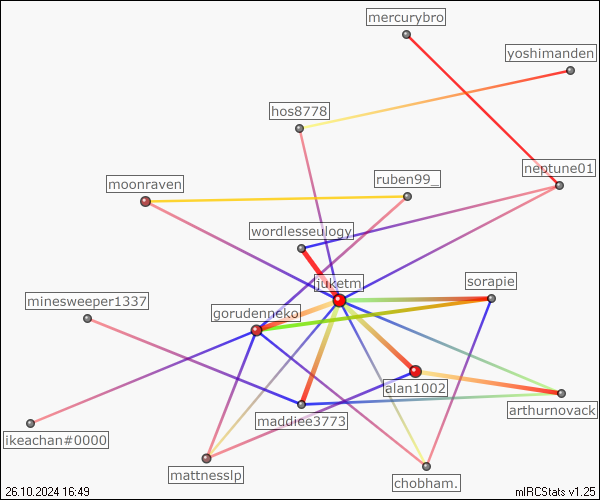 mercurybro
yoshimanden
hos8778
neptune01
ruben99_
moonraven
wordlesseulogy
juketm
sorapie
minesweeper1337
gorudenneko
alan1002
arthurnovack
maddiee3773
ikeachan#0000
mattnesslp
chobham.
26.10.2024 16:49
mIRCStats v1.25